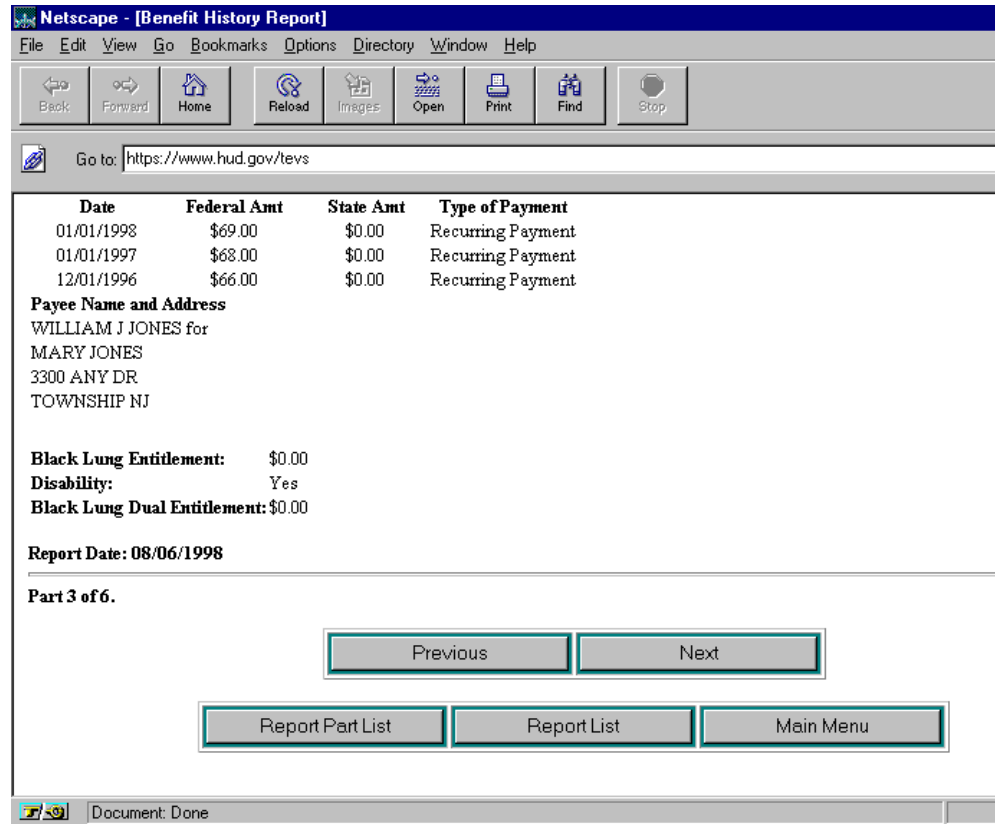 Netscape - [Benefit History Report]
File Edit View Go Bookmarks Options Directory Window Help
Back Forward Home Reload Images Open Print Find Stop
Go to: https://www.hud.gov/tevs
Date Federal Amt State Amt Type of Payment
01/01/1998 $69.00 $0.00 Recurring Payment
01/01/1997 $68.00 $0.00 Recurring Payment
12/01/1996 $66.00 $0.00 Recurring Payment
Payee Name and Address
WILLIAM J JONES for
MARY JONES
3300 ANY DR
TOWNSHIP NJ
Black Lung Entitlement: $0.00
Disability: Yes
Black Lung Dual Entitlement: $0.00
Report Date: 08/06/1998
Part 3 of 6.
Previous Next
Report Part List Report List Main Menu
Document: Done